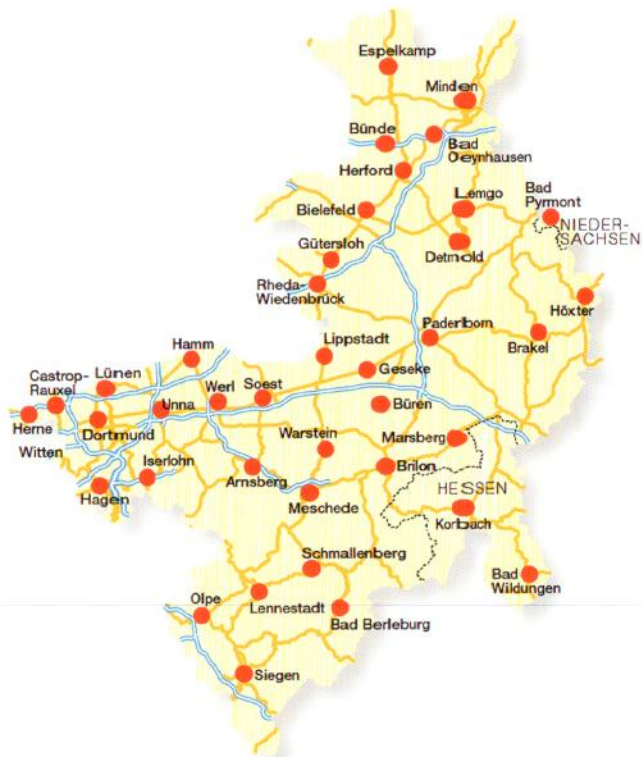 Espelkamp
Minden
Bünde
Bad
Oeynhausen
Herford
Lemgo
Bad
Pyrmont
Bielefeld
NIEDER-
SACHSEN
Gütersloh
Detmold
Rheda-
Wiedenbrück
Höxter
Paderborn
Hamm
Lippstadt
Brakel
Castrop-
Rauxel
Lünen
Geseke
Werl
Soest
Unna
Büren
Herne
Dortmund
Witten
Warstein
Marsberg
Iserlohn
Arnsberg
Brilon
Hagen
HESSEN
Meschede
Korbach
Schmallenberg
Bad
Wildungen
Olpe
Lennestadt
Bad Berleburg
Siegen